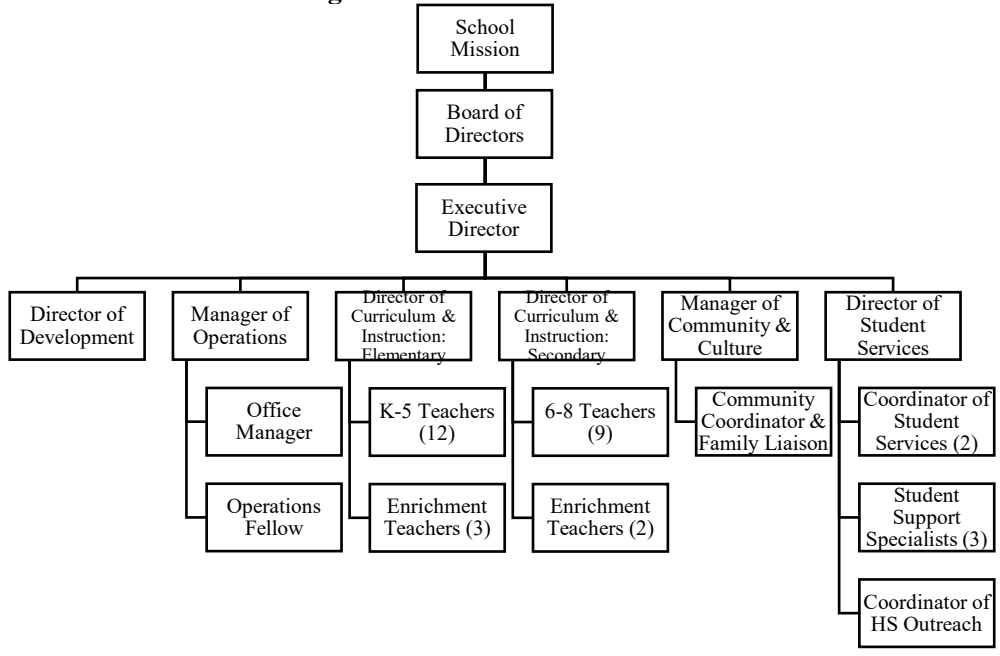 School
Mission
Board of
Directors
Executive
Director
Director of
Development
Manager of
Operations
Director of
Curriculum &
Instruction:
Elementary
Director of
Curriculum &
Instruction:
Secondary
Manager of
Community &
Culture
Director of
Student
Services
Office
Manager
K-5 Teachers
(12)
6-8 Teachers
(9)
Community
Coordinator &
Family Liaison
Coordinator of
Student
Services (2)
Operations
Fellow
Enrichment
Teachers (3)
Enrichment
Teachers (2)
Student
Support
Specialists (3)
Coordinator of
HS Outreach